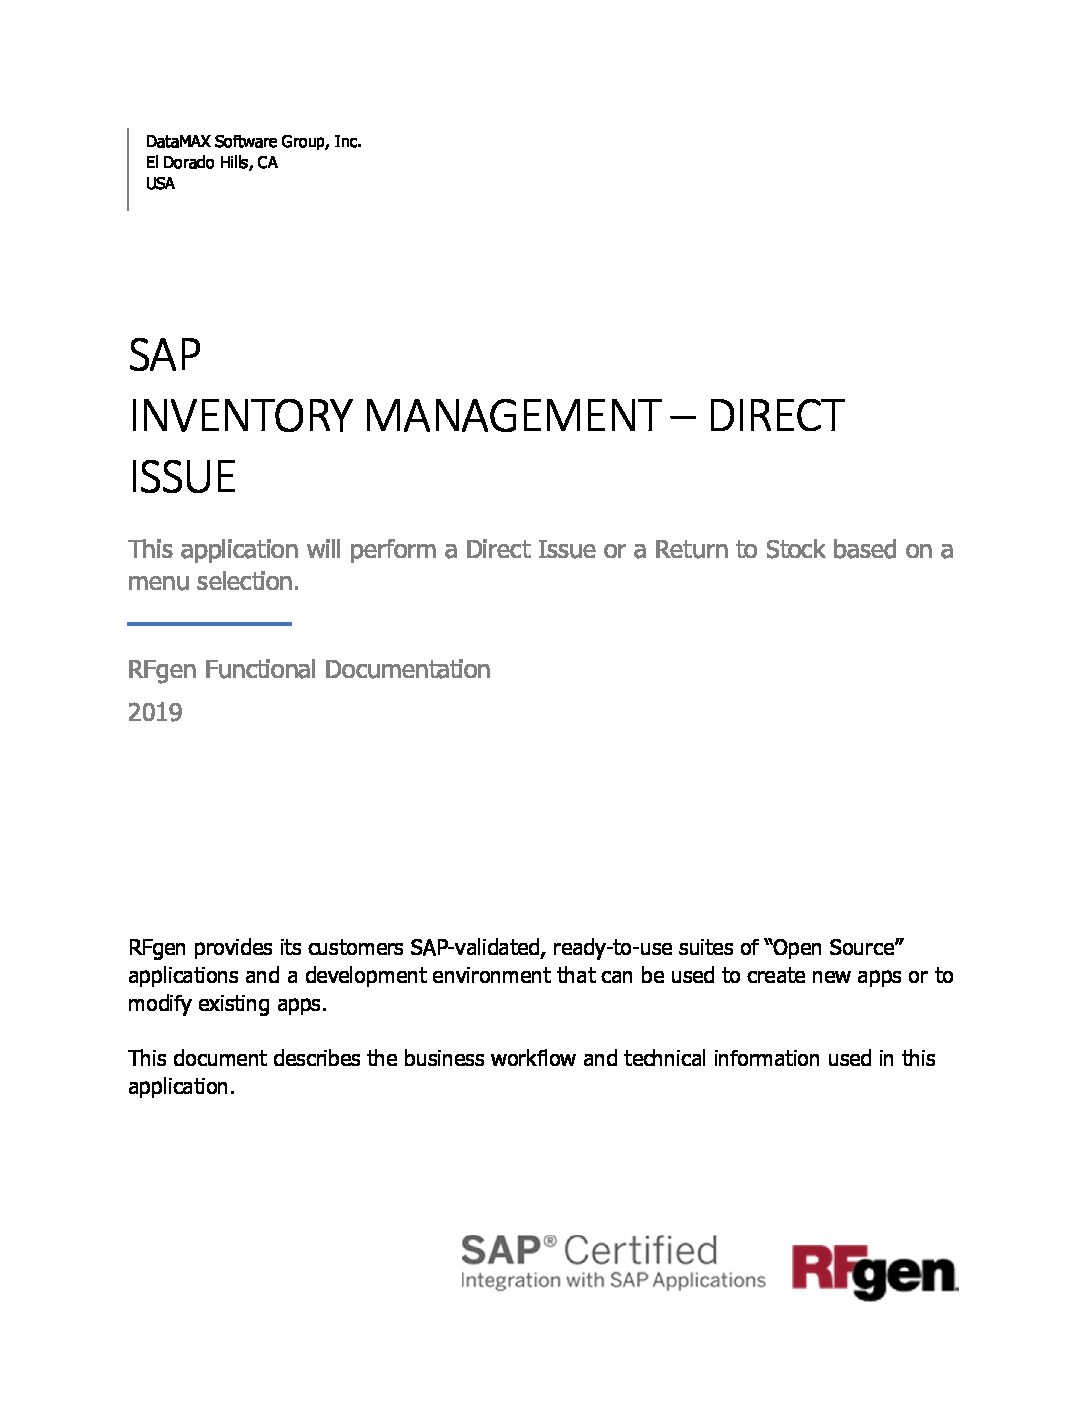 DataMAX Software Group, Inc.
El Dorado Hills, CA
USA
SAP
INVENTORY MANAGEMENT – DIRECT
ISSUE
This application will perform a Direct Issue or a Return to Stock based on a
menu selection.
RFgen Functional Documentation
2019
RFgen provides its customers SAP-validated, ready-to-use suites of “Open Source”
applications and a development environment that can be used to create new apps or to
modify existing apps.
This document describes the business workflow and technical information used in this
application.
SAP® Certified
Integration with SAP Applications
RFgen